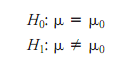 H₀: μ = μ₀
H₁: μ ≠ μ₀